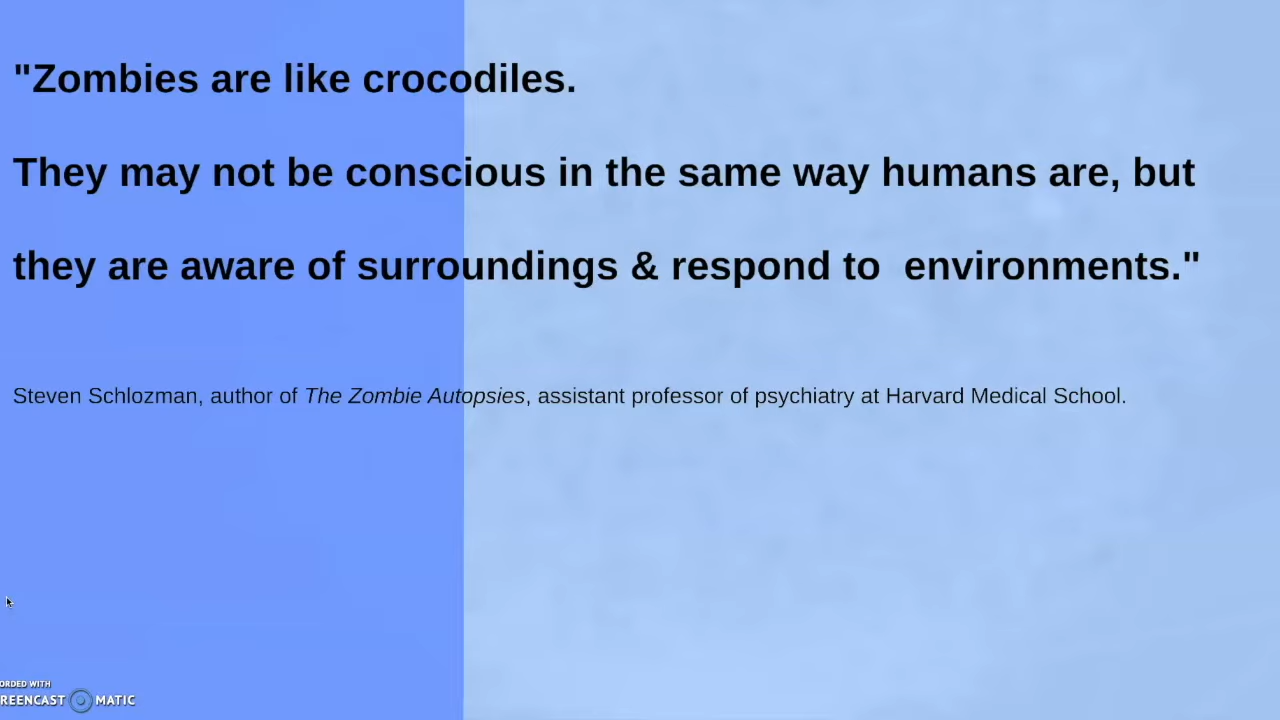 "Zombies are like crocodiles.
They may not be conscious in the same way humans are, but
they are aware of surroundings & respond to  environments."
Steven Schlozman, author of The Zombie Autopsies, assistant professor of psychiatry at Harvard Medical School.
ORDED WITH
REENCAST MATIC